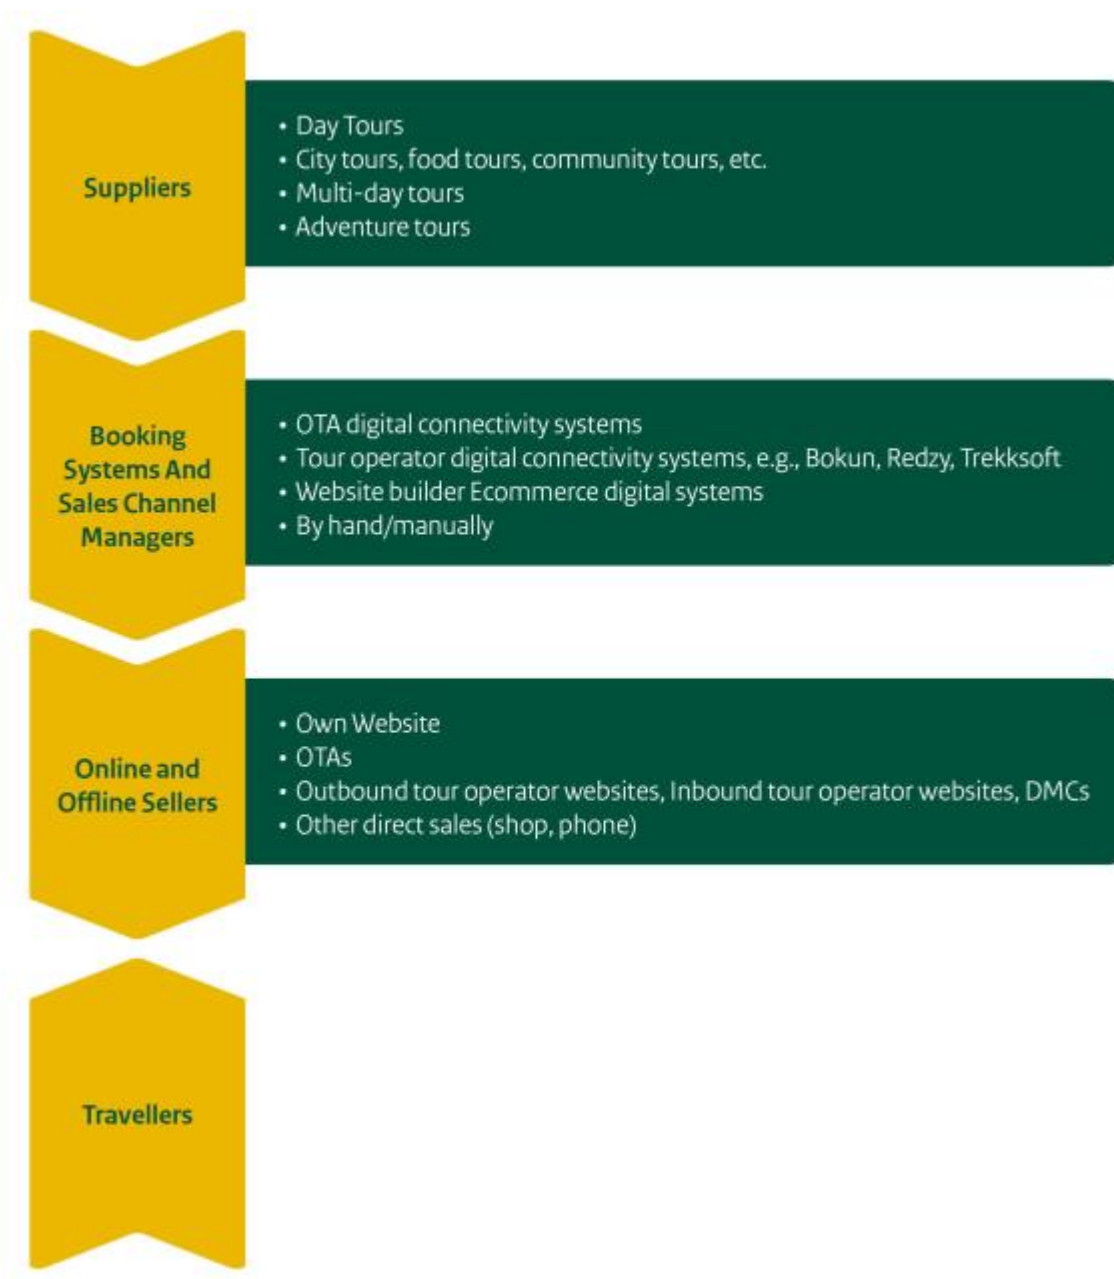 Suppliers
• Day Tours
• City tours, food tours, community tours, etc.
• Multi-day tours
• Adventure tours
Booking
Systems And
Sales Channel
Managers
• OTA digital connectivity systems
• Tour operator digital connectivity systems, e.g., Bokun, Redzy, Trekksoft
• Website builder Ecommerce digital systems
• By hand/manually
Online and
Offline Sellers
• Own Website
• OTAs
• Outbound tour operator websites, Inbound tour operator websites, DMCs
• Other direct sales (shop, phone)
Travellers